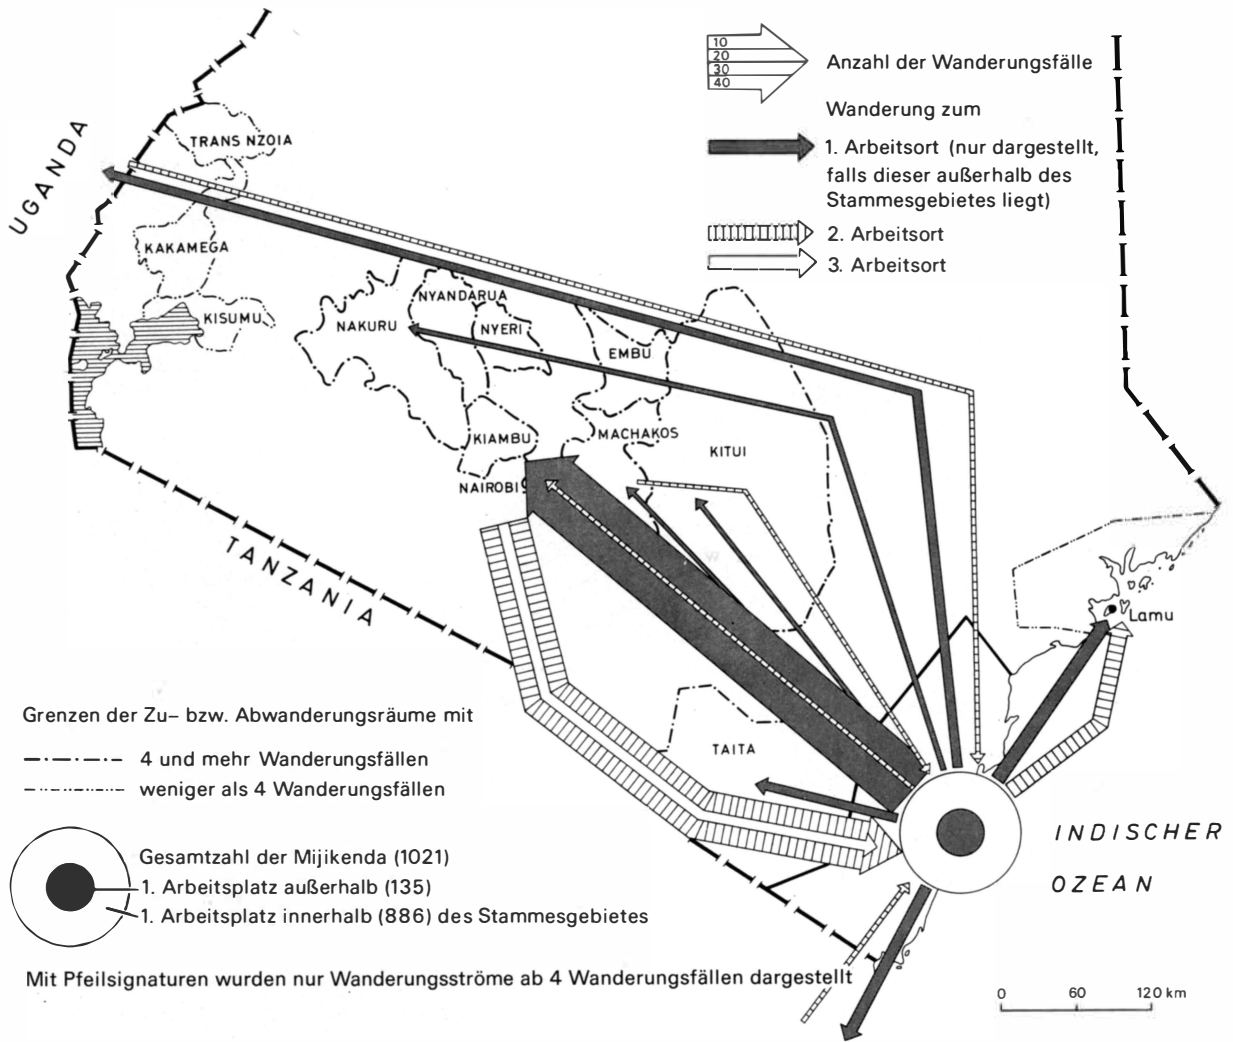 10
20
30
40
Anzahl der Wanderungsfälle
Wanderung zum
1. Arbeitsort (nur dargestellt,
falls dieser außerhalb des
Stammesgebietes liegt)
2. Arbeitsort
3. Arbeitsort
UGANDA
TRANS NZOIA
KAKAMEGA
KISUMU
NYANDARUA
NAKURU
NYERI
EMBU
KIAMBU
MACHAKOS
KITUI
NAIROBI
TANZANIA
Lamu
TAITA
INDISCHER
OZEAN
Grenzen der Zu- bzw. Abwanderungsräume mit
4 und mehr Wanderungsfällen
weniger als 4 Wanderungsfällen
Gesamtzahl der Mijikenda (1021)
1. Arbeitsplatz außerhalb (135)
1. Arbeitsplatz innerhalb (886) des Stammesgebietes
Mit Pfeilsignaturen wurden nur Wanderungsströme ab 4 Wanderungsfällen dargestellt
0 60 120 km